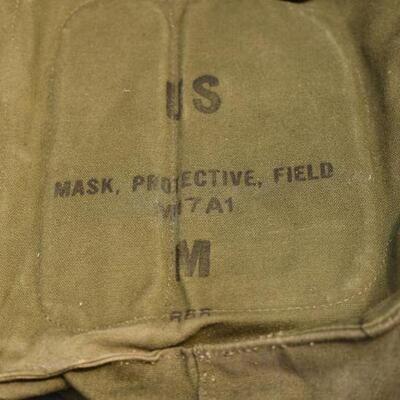 US
MASK, PROTECTIVE, FIELD
M17A1
M